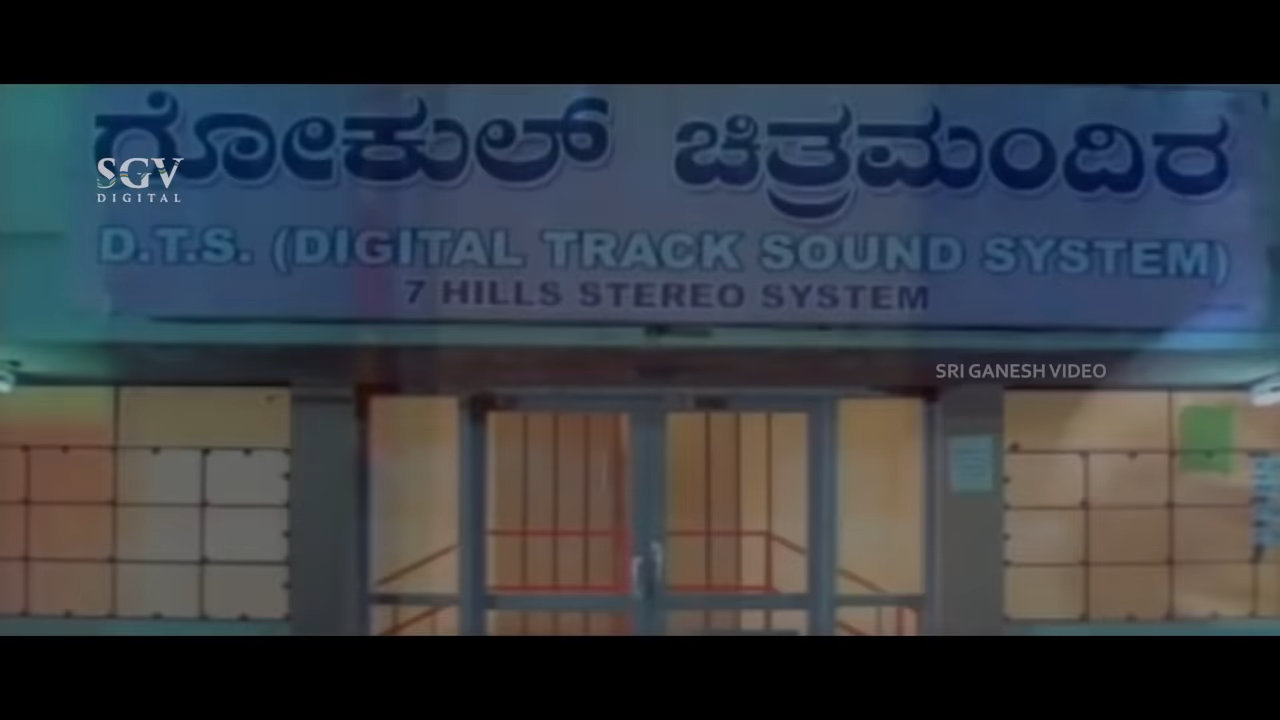 ಗೋಕುಲ್ ಚಿತ್ರಮಂದಿರ
SGV
DIGITAL
D.T.S. (DIGITAL TRACK SOUND SYSTEM)
7 HILLS STEREO SYSTEM
SRI GANESH VIDEO